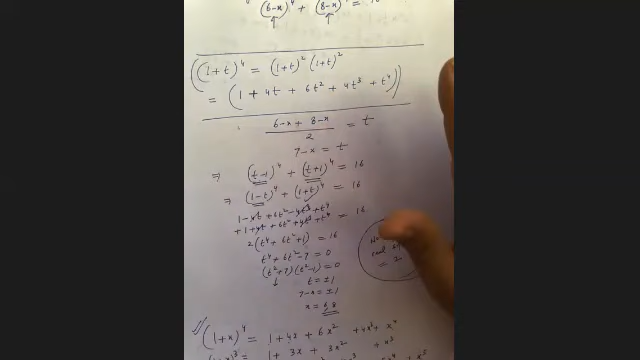 (6-x)⁴ + (8-x)⁴ = 16
((1+t)⁴ = (1+t)² (1+t)²
= (1 + 4t + 6t² + 4t³ + t⁴))
(6-x + 8-x)/2 = t
7-x = t
⇒ (t-1)⁴ + (t+1)⁴ = 16
⇒ (1-t)⁴ + (1+t)⁴ = 16
1-4t+6t²-4t³+t⁴
+ 1+4t+6t²+4t³+t⁴ = 16
2(t⁴+6t²+1) = 16
t⁴+6t²-7 = 0
(t²+7)(t²-1) = 0
t = ±1
7-x = ±1
x = 6,8
= 1
(1+x)⁴ = 1+4x + 6x² + 4x³ + x⁴
1 + 3x + 3x² + x³